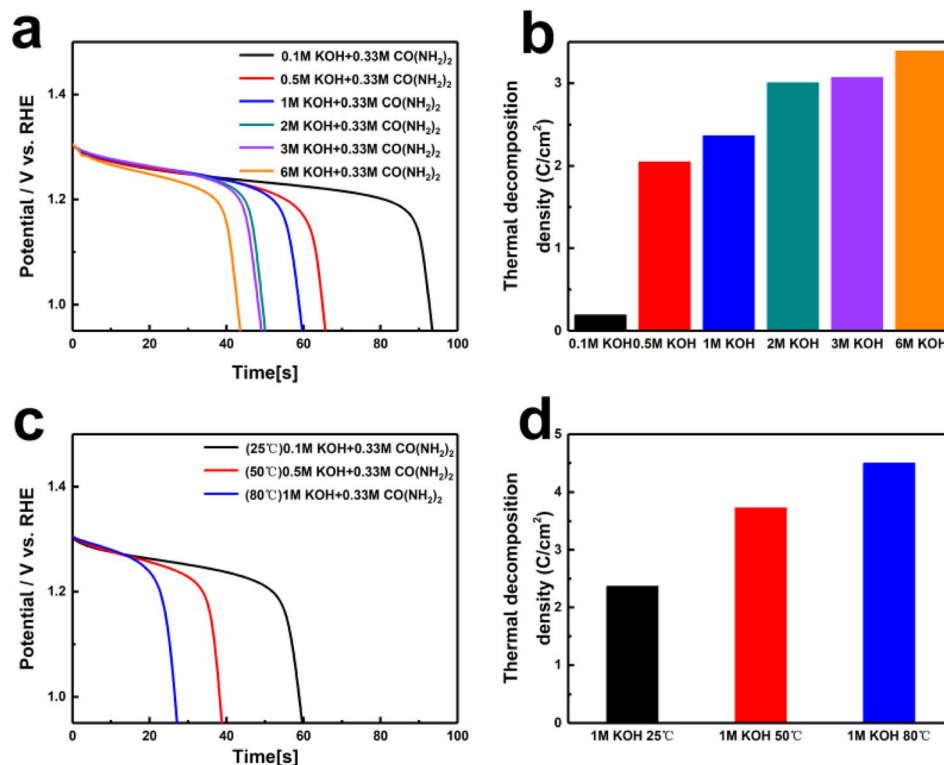 a
Potential / V vs. RHE
1.4
1.2
1.0
0.1M KOH+0.33M CO(NH₂)₂
0.5M KOH+0.33M CO(NH₂)₂
1M KOH+0.33M CO(NH₂)₂
2M KOH+0.33M CO(NH₂)₂
3M KOH+0.33M CO(NH₂)₂
6M KOH+0.33M CO(NH₂)₂
0 20 40 60 80 100
Time[s]
b
Thermal decomposition
density (C/cm²)
3
2
1
0
0.1M KOH 0.5M KOH 1M KOH 2M KOH 3M KOH 6M KOH
c
Potential / V vs. RHE
1.4
1.2
1.0
(25℃)0.1M KOH+0.33M CO(NH₂)₂
(50℃)0.5M KOH+0.33M CO(NH₂)₂
(80℃)1M KOH+0.33M CO(NH₂)₂
0 20 40 60 80 100
Time[s]
d
Thermal decomposition
density (C/cm²)
5
4
3
2
1
0
1M KOH 25℃ 1M KOH 50℃ 1M KOH 80℃